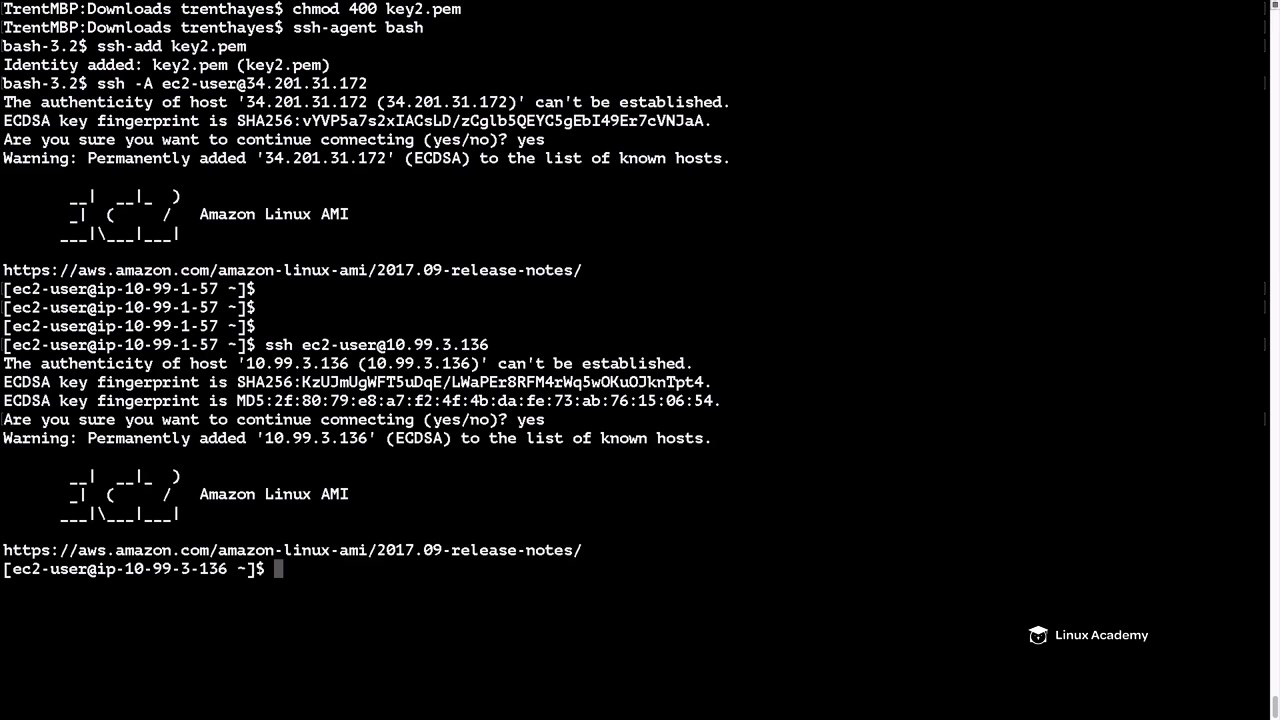 TrentMBP:Downloads trenthayes$ chmod 400 key2.pem
TrentMBP:Downloads trenthayes$ ssh-agent bash
bash-3.2$ ssh-add key2.pem
Identity added: key2.pem (key2.pem)
bash-3.2$ ssh -A ec2-user@34.201.31.172
The authenticity of host '34.201.31.172 (34.201.31.172)' can't be established.
ECDSA key fingerprint is SHA256:vYVP5a7s2xIACsLD/zCglb5QEYC5gEbI49Er7cVNJaA.
Are you sure you want to continue connecting (yes/no)? yes
Warning: Permanently added '34.201.31.172' (ECDSA) to the list of known hosts.
       __|  __|_  )
       _|  (     /   Amazon Linux AMI
      ___|\___|___|
https://aws.amazon.com/amazon-linux-ami/2017.09-release-notes/
[ec2-user@ip-10-99-1-57 ~]$
[ec2-user@ip-10-99-1-57 ~]$
[ec2-user@ip-10-99-1-57 ~]$
[ec2-user@ip-10-99-1-57 ~]$ ssh ec2-user@10.99.3.136
The authenticity of host '10.99.3.136 (10.99.3.136)' can't be established.
ECDSA key fingerprint is SHA256:KzUJmUgWFT5uDqE/LWaPEr8RFM4rWq5wOKuOJknTpt4.
ECDSA key fingerprint is MD5:2f:80:79:e8:a7:f2:4f:4b:da:fe:73:ab:76:15:06:54.
Are you sure you want to continue connecting (yes/no)? yes
Warning: Permanently added '10.99.3.136' (ECDSA) to the list of known hosts.
       __|  __|_  )
       _|  (     /   Amazon Linux AMI
      ___|\___|___|
https://aws.amazon.com/amazon-linux-ami/2017.09-release-notes/
[ec2-user@ip-10-99-3-136 ~]$
Linux Academy